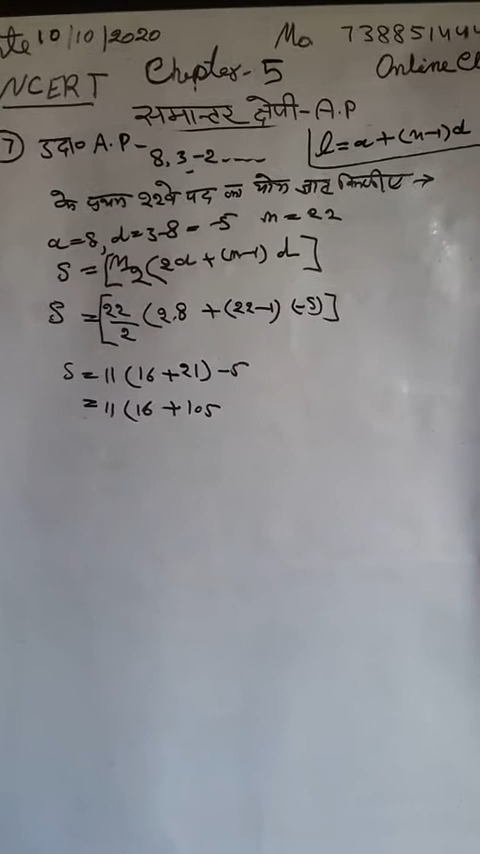 10/10/2020 Mo 738851444
NCERT Chepter-5 Online Cl
समान्तर श्रेणी-A.P
7) उदा० A.P- 8, 3-2...... l=a+(n-1)d
के प्रथम 22वे पद का योग ज्ञात किजीए →
a=8, d=3-8=-5 n=22
S=[n/2(2a+(n-1)d]
S=[22/2(2.8+(22-1)(-5)]
S=11(16+21)-5
=11(16+105